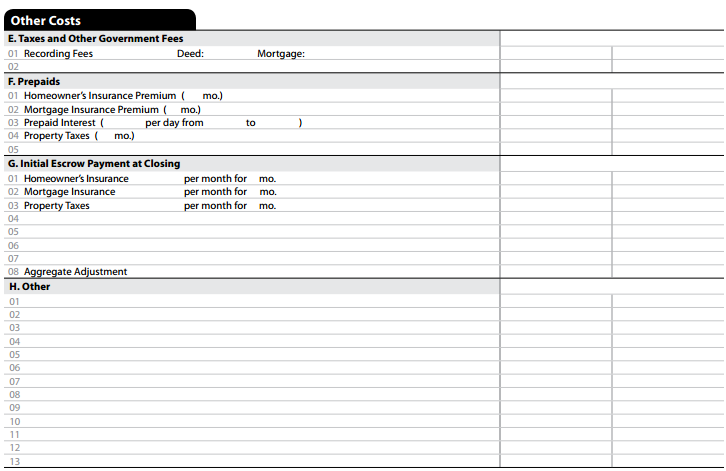 Other Costs
E. Taxes and Other Government Fees
01 Recording Fees Deed: Mortgage:
02
F. Prepaids
01 Homeowner's Insurance Premium ( mo.)
02 Mortgage Insurance Premium ( mo.)
03 Prepaid Interest ( per day from to )
04 Property Taxes ( mo.)
05
G. Initial Escrow Payment at Closing
01 Homeowner's Insurance per month for mo.
02 Mortgage Insurance per month for mo.
03 Property Taxes per month for mo.
04
05
06
07
08 Aggregate Adjustment
H. Other
01
02
03
04
05
06
07
08
09
10
11
12
13